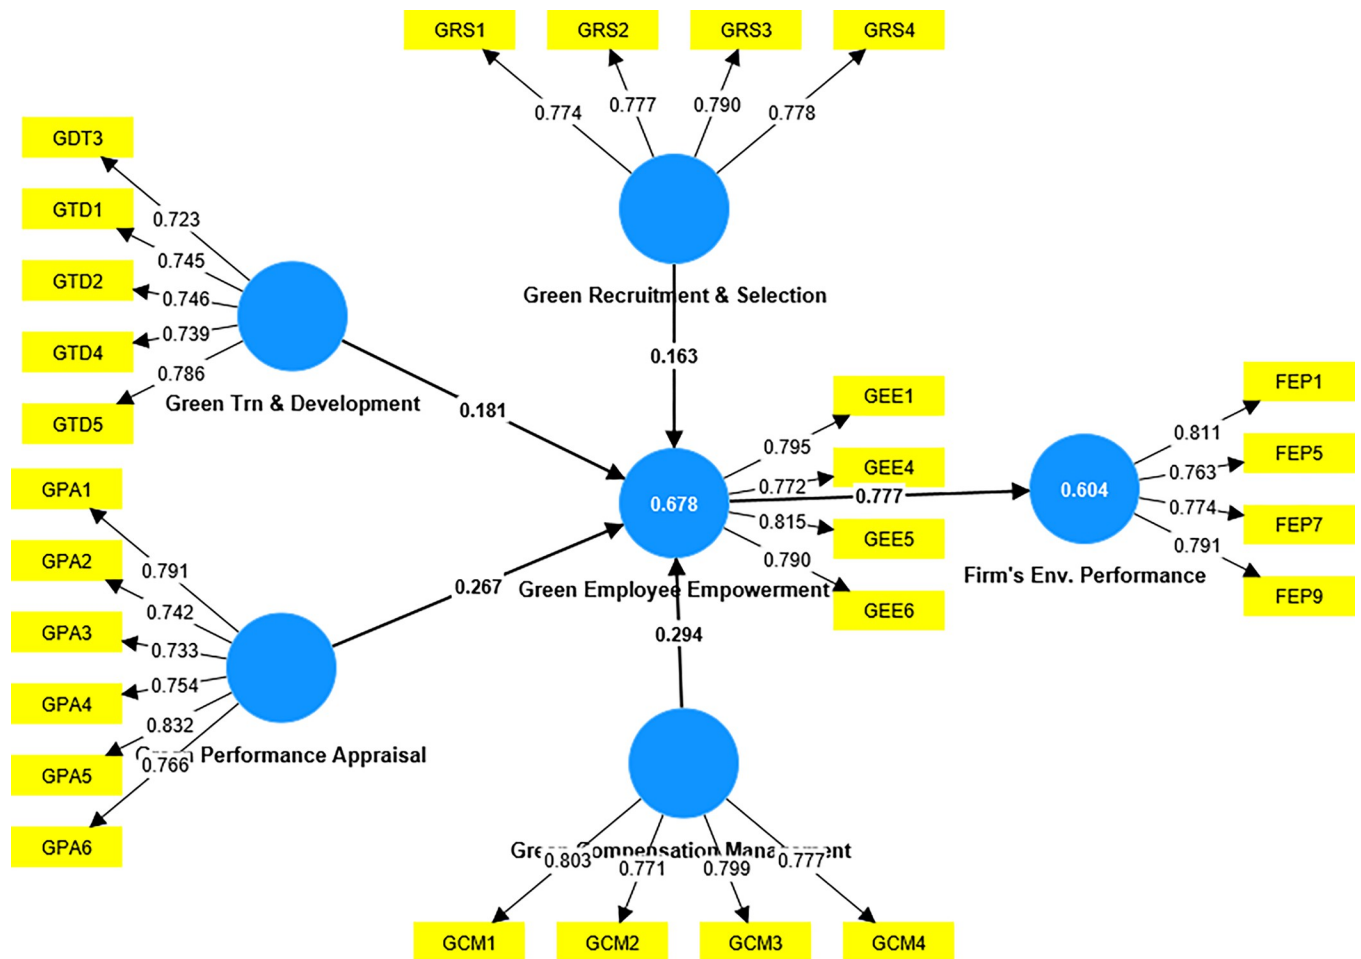 GRS1
GRS2
GRS3
GRS4
0.774
0.777
0.790
0.778
Green Recruitment & Selection
0.163
GDT3
GTD1
GTD2
GTD4
GTD5
0.723
0.745
0.746
0.739
0.786
Green Trn & Development
0.181
GPA1
GPA2
GPA3
GPA4
GPA5
GPA6
0.791
0.742
0.733
0.754
0.832
0.766
Performance Appraisal
0.267
0.678
Green Employee Empowerment
GEE1
GEE4
GEE5
GEE6
0.795
0.772
0.815
0.790
0.777
0.604
Firm's Env. Performance
FEP1
FEP5
FEP7
FEP9
0.811
0.763
0.774
0.791
0.294
Green Compensation Management
0.803
0.771
0.799
0.777
GCM1
GCM2
GCM3
GCM4